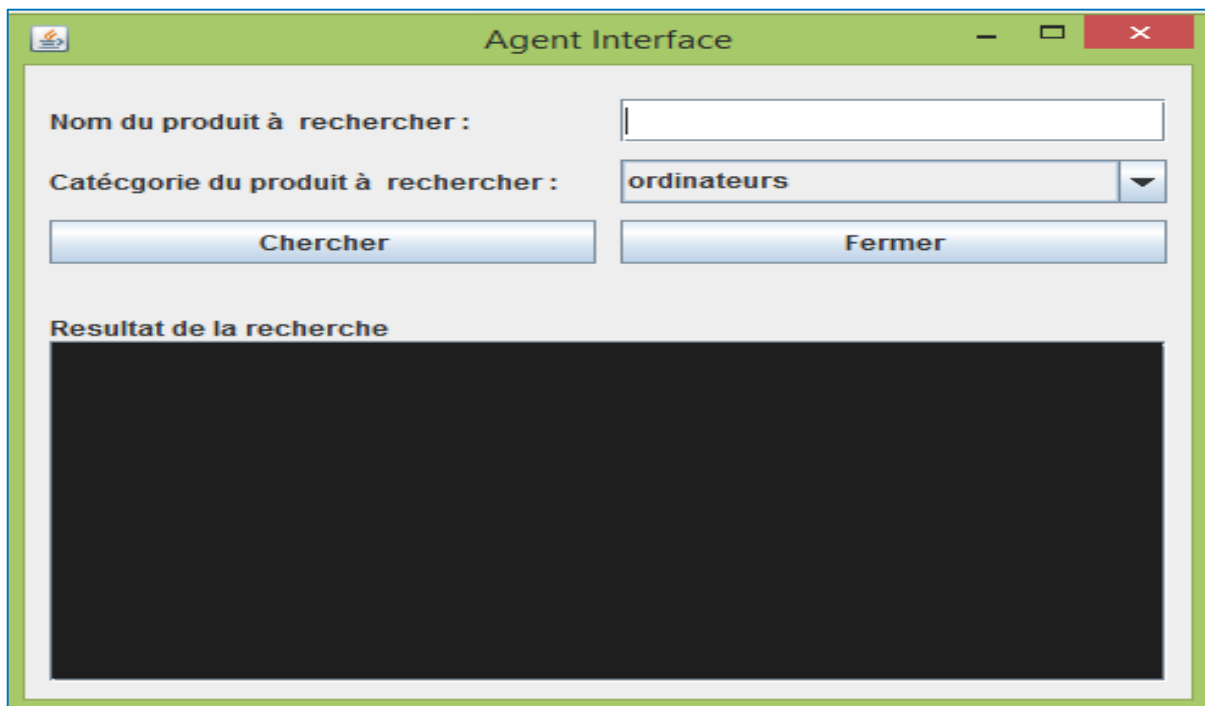 Agent Interface
Nom du produit à rechercher :
Catécgorie du produit à rechercher : ordinateurs
Chercher Fermer
Resultat de la recherche